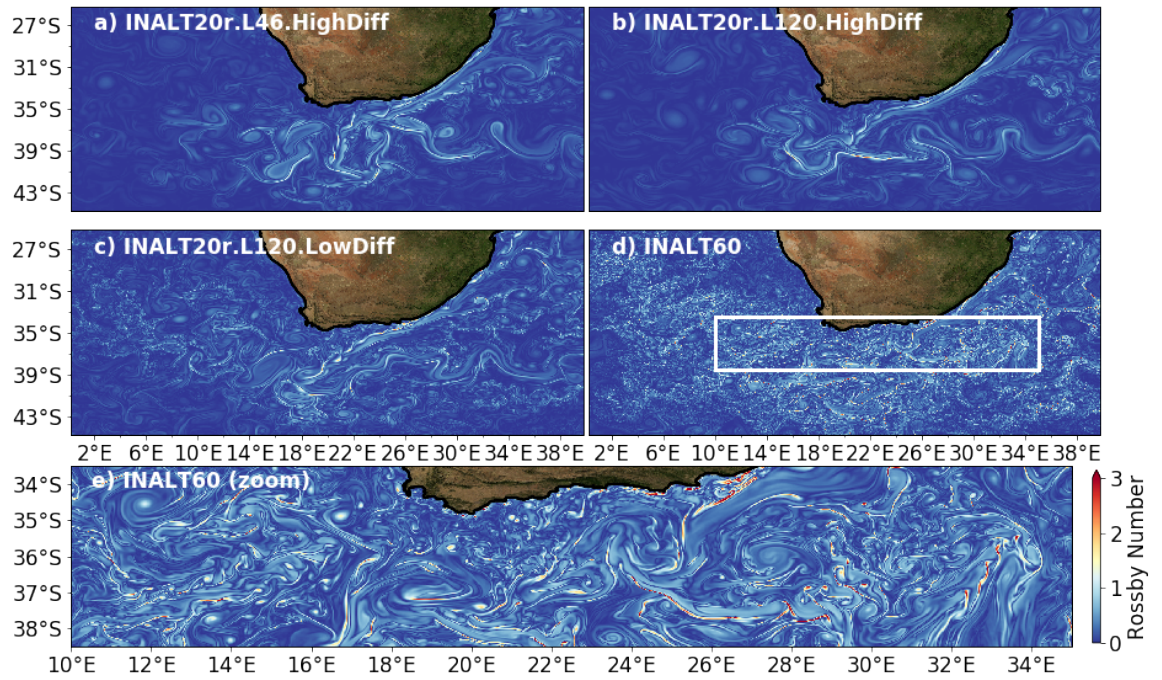 a) INALT20r.L46.HighDiff
b) INALT20r.L120.HighDiff
27°S
31°S
35°S
39°S
43°S
c) INALT20r.L120.LowDiff
d) INALT60
27°S
31°S
35°S
39°S
43°S
2°E 6°E 10°E 14°E 18°E 22°E 26°E 30°E 34°E 38°E
2°E 6°E 10°E 14°E 18°E 22°E 26°E 30°E 34°E 38°E
e) INALT60 (zoom)
34°S
35°S
36°S
37°S
38°S
10°E 12°E 14°E 16°E 18°E 20°E 22°E 24°E 26°E 28°E 30°E 32°E 34°E
3
2
1
0
Rossby Number